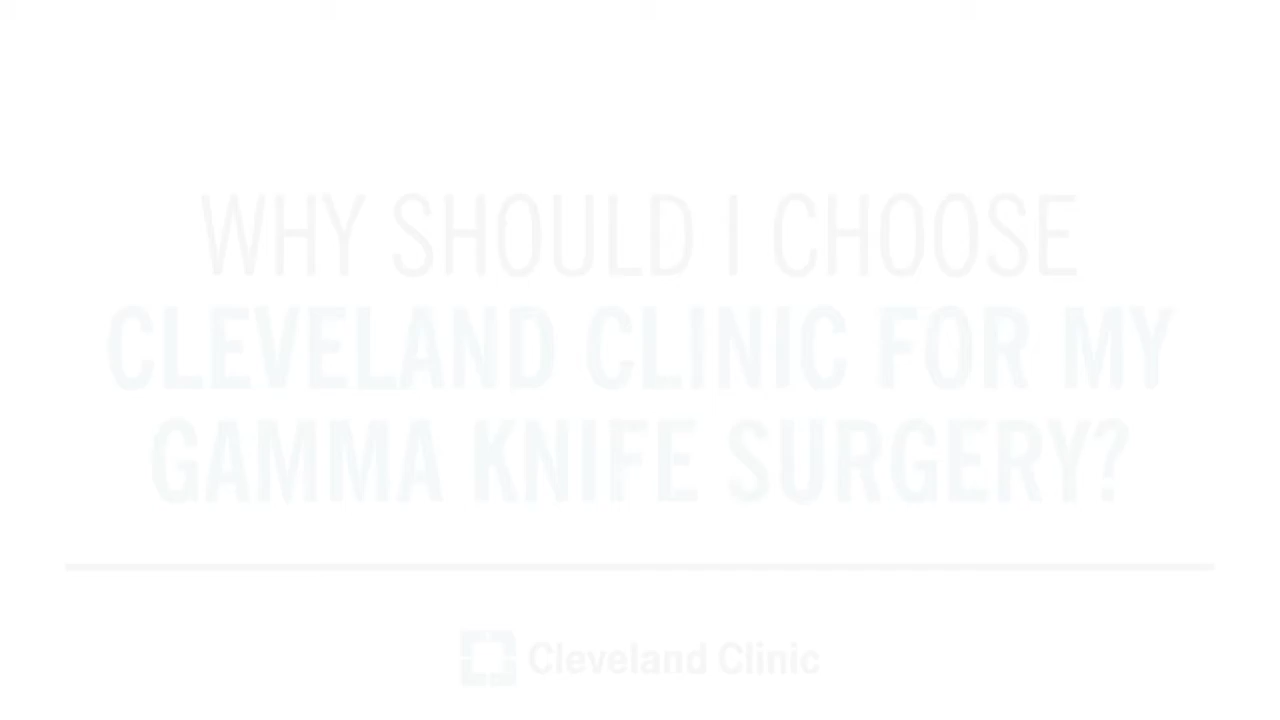 WHY SHOULD I CHOOSE
CLEVELAND CLINIC FOR MY
GAMMA KNIFE SURGERY?
Cleveland Clinic